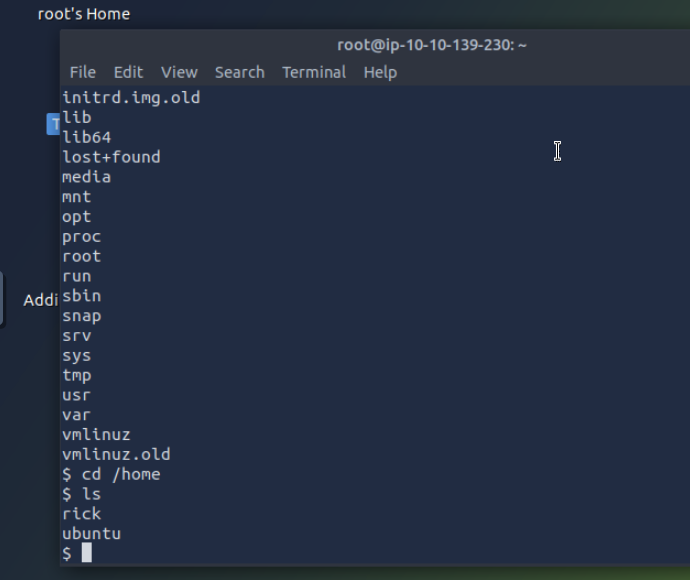 root's Home
root@ip-10-10-139-230: ~
File Edit View Search Terminal Help
initrd.img.old
lib
T
lib64
lost+found
media
mnt
opt
proc
root
run
sbin
Addi
snap
srv
sys
tmp
usr
var
vmlinuz
vmlinuz.old
$ cd /home
$ ls
rick
ubuntu
$